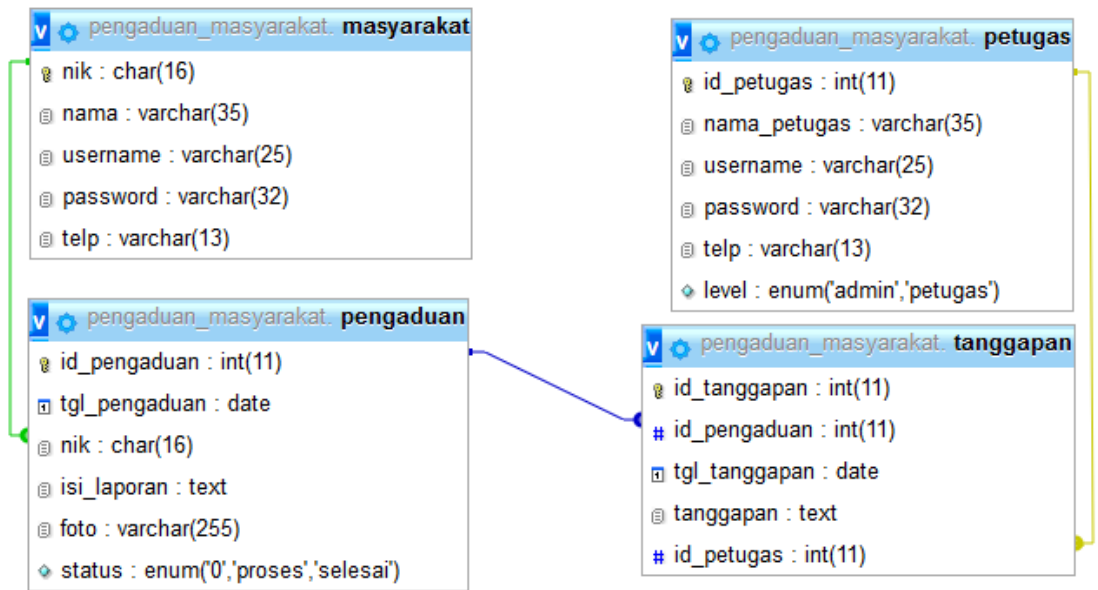 pengaduan_masyarakat. masyarakat
nik : char(16)
nama : varchar(35)
username : varchar(25)
password : varchar(32)
telp : varchar(13)
pengaduan_masyarakat. petugas
id_petugas : int(11)
nama_petugas : varchar(35)
username : varchar(25)
password : varchar(32)
telp : varchar(13)
level : enum('admin','petugas')
pengaduan_masyarakat. pengaduan
id_pengaduan : int(11)
tgl_pengaduan : date
nik : char(16)
isi_laporan : text
foto : varchar(255)
status : enum('0','proses','selesai')
pengaduan_masyarakat. tanggapan
id_tanggapan : int(11)
# id_pengaduan : int(11)
tgl_tanggapan : date
tanggapan : text
# id_petugas : int(11)